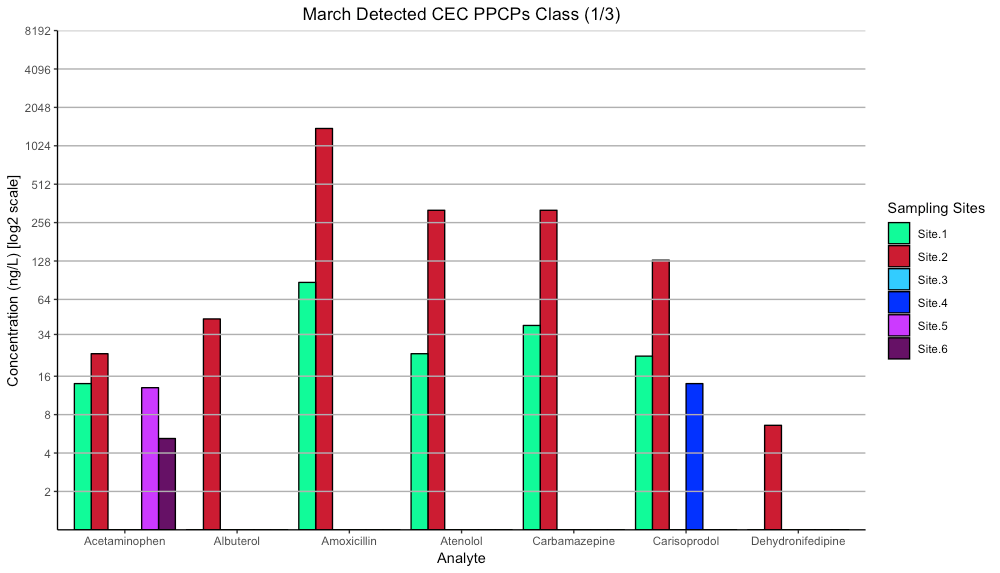 March Detected CEC PPCPs Class (1/3)
Concentration (ng/L) [log2 scale]
8192
4096
2048
1024
512
256
128
64
34
16
8
4
2
Acetaminophen
Albuterol
Amoxicillin
Atenolol
Carbamazepine
Carisoprodol
Dehydronifedipine
Analyte
Sampling Sites
Site.1
Site.2
Site.3
Site.4
Site.5
Site.6